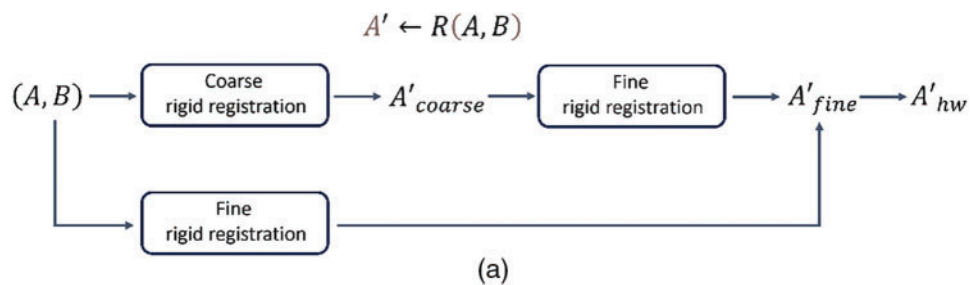 A' ← R(A, B)
(A, B)
Coarse
rigid registration
A'coarse
Fine
rigid registration
A'fine
A'hw
Fine
rigid registration
(a)